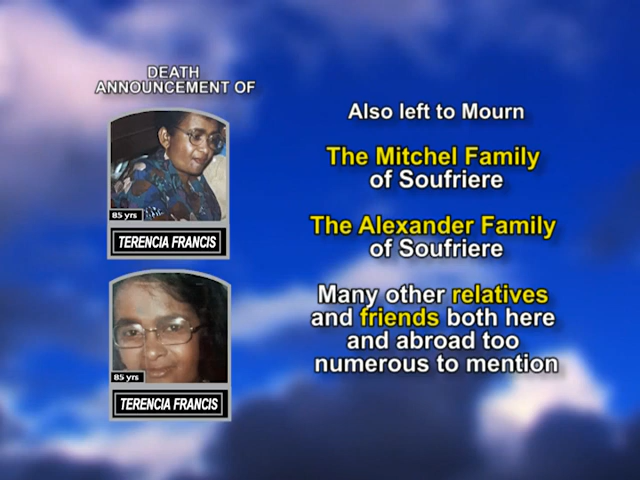 DEATH
ANNOUNCEMENT OF
85 yrs
TERENCIA FRANCIS
85 yrs
TERENCIA FRANCIS
Also left to Mourn
The Mitchel Family
of Soufriere
The Alexander Family
of Soufriere
Many other relatives
and friends both here
and abroad too
numerous to mention